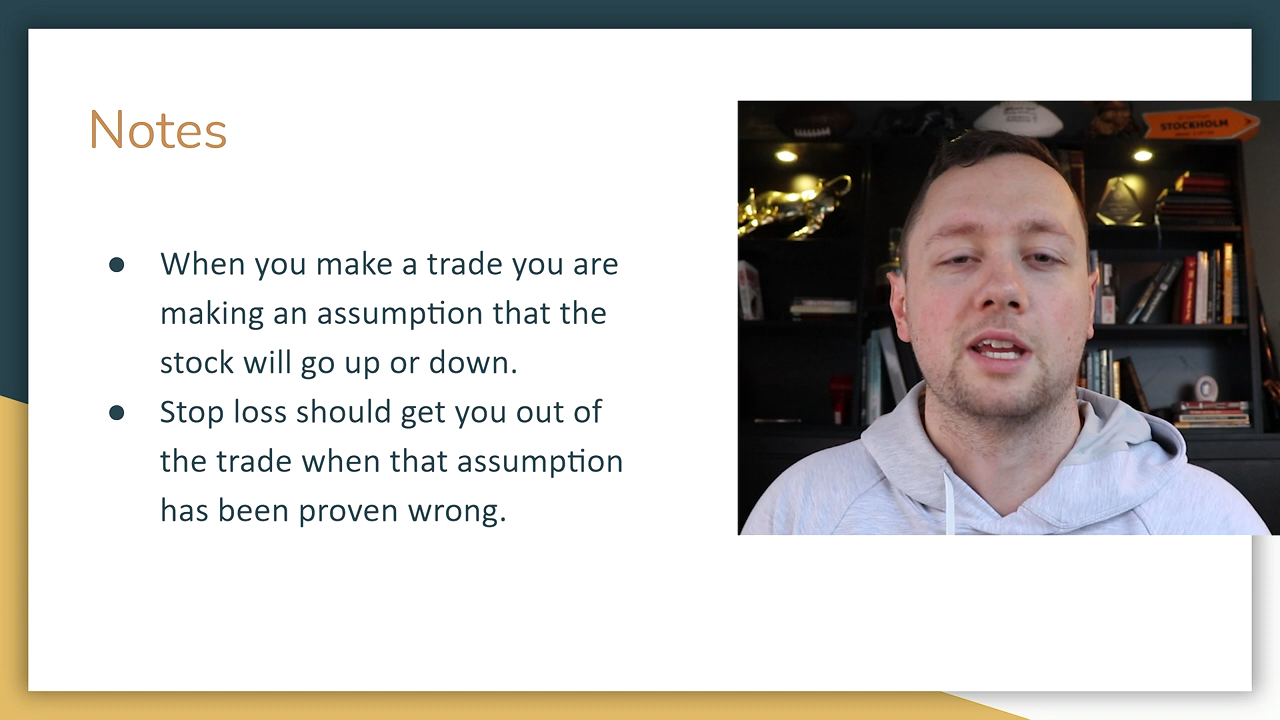 Notes
● When you make a trade you are
making an assumption that the
stock will go up or down.
● Stop loss should get you out of
the trade when that assumption
has been proven wrong.
STOCKHOLM